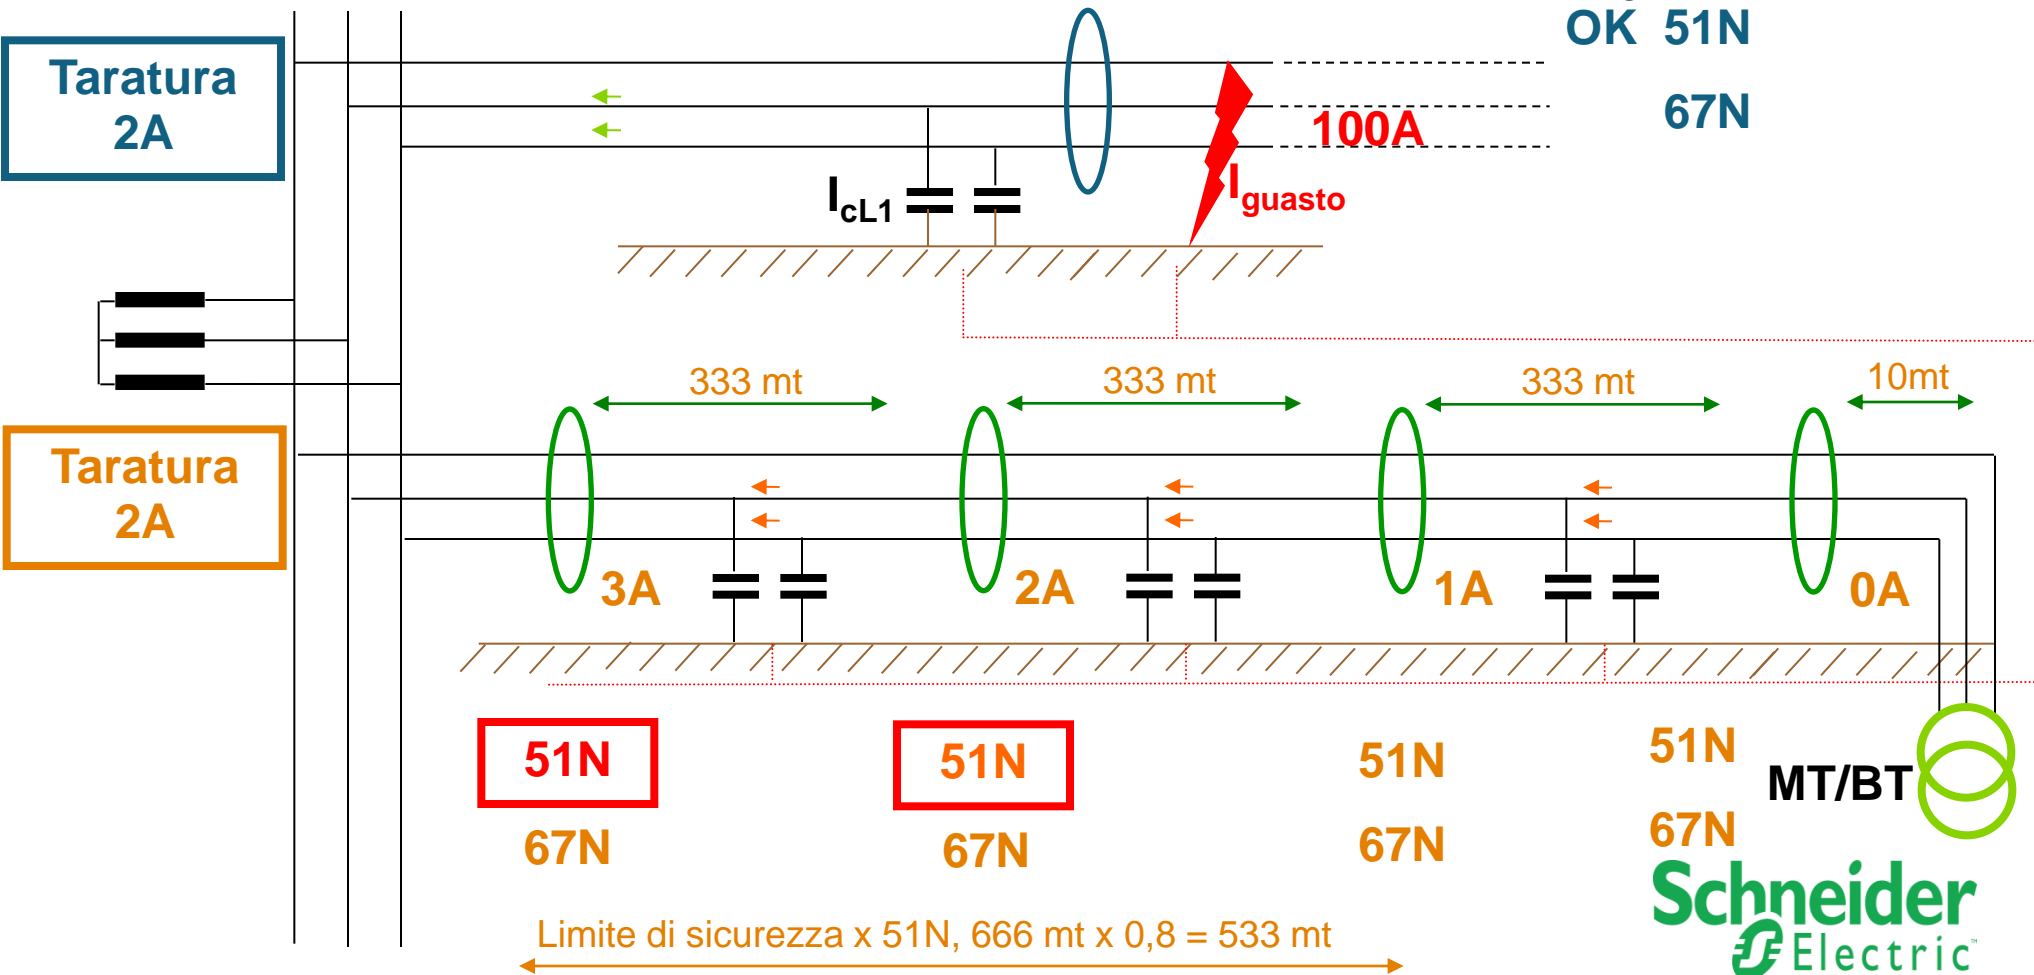 OK 51N
Taratura
2A
67N
100A
IcL1
Iguasto
333 mt
333 mt
333 mt
10mt
Taratura
2A
3A
2A
1A
0A
51N
51N
51N
51N
MT/BT
67N
67N
67N
67N
Schneider
Electric
Limite di sicurezza x 51N, 666 mt x 0,8 = 533 mt